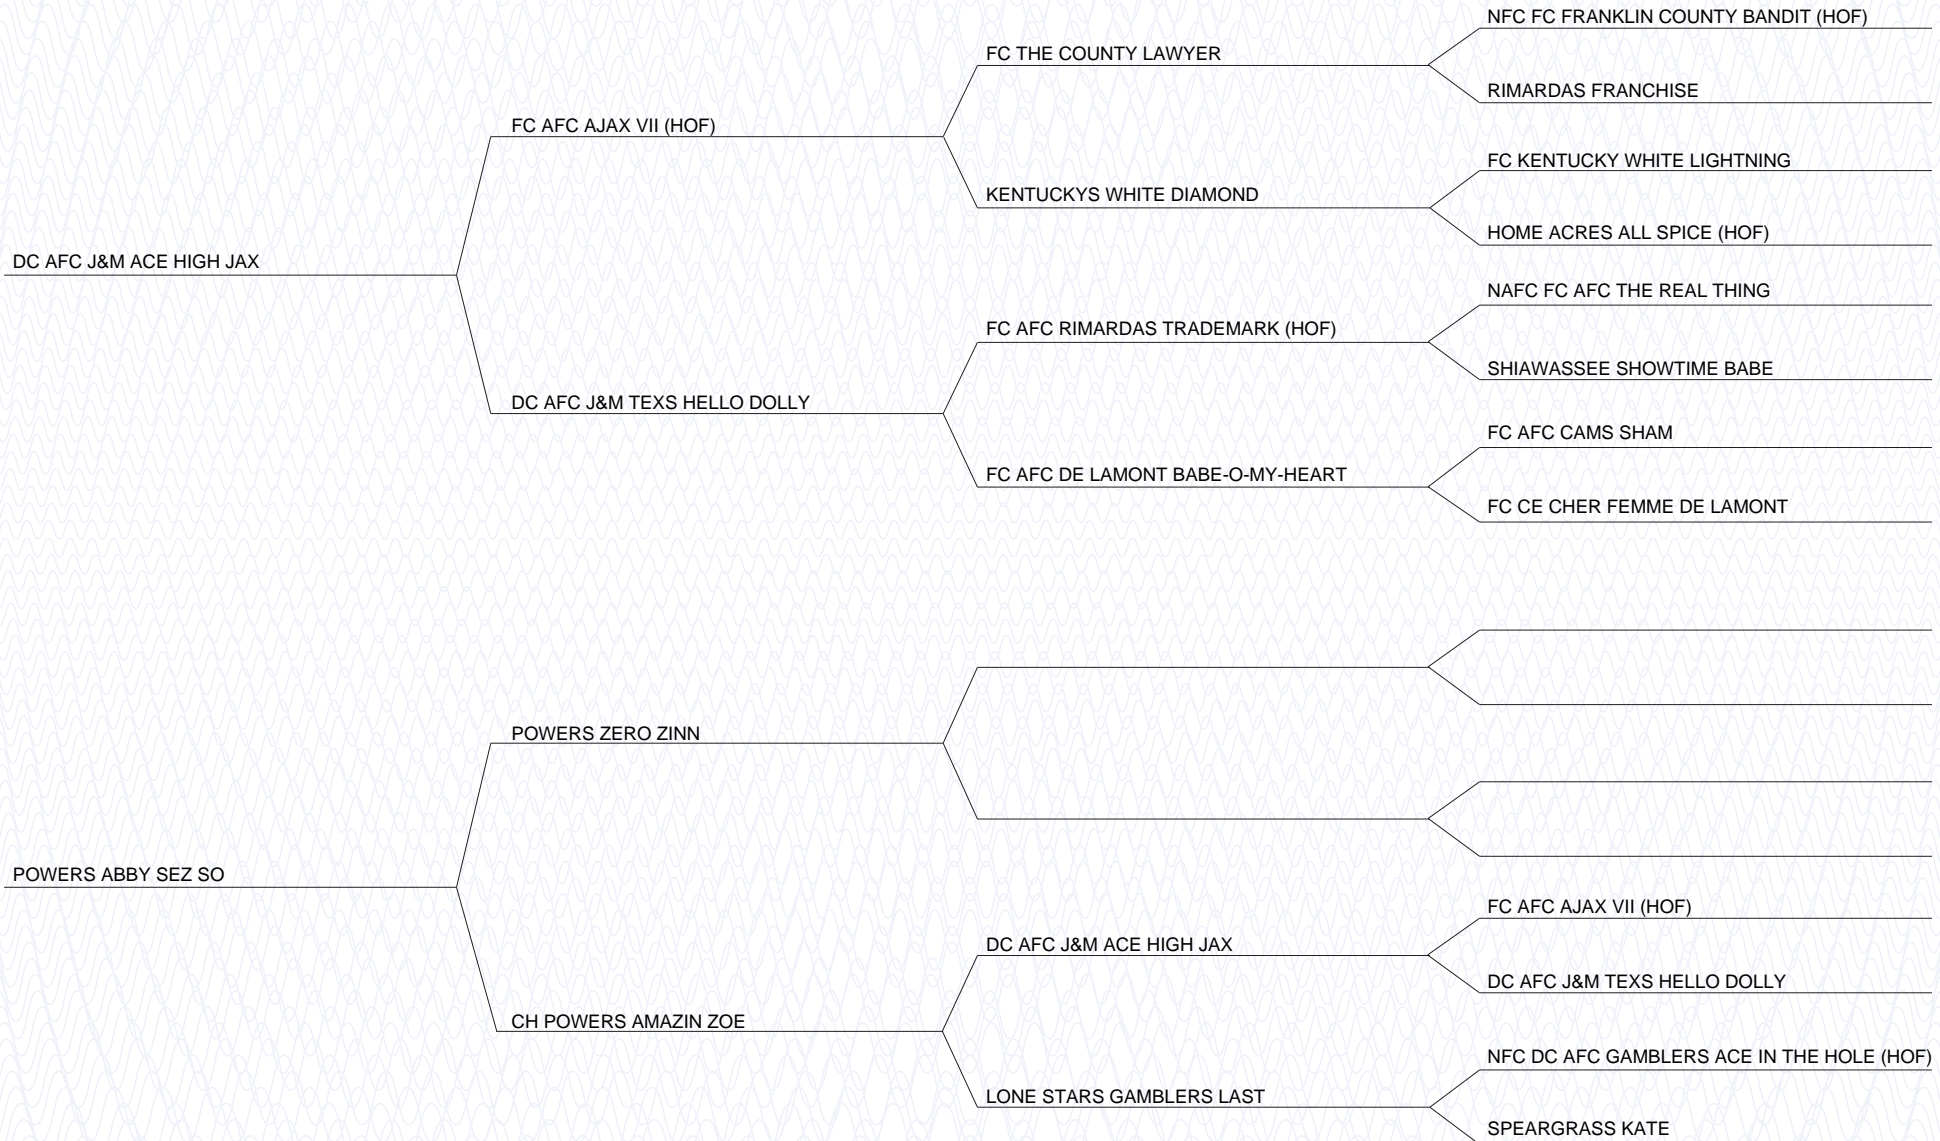 NFC FC FRANKLIN COUNTY BANDIT (HOF)
FC THE COUNTY LAWYER
RIMARDAS FRANCHISE
FC AFC AJAX VII (HOF)
FC KENTUCKY WHITE LIGHTNING
KENTUCKYS WHITE DIAMOND
HOME ACRES ALL SPICE (HOF)
DC AFC J&M ACE HIGH JAX
NAFC FC AFC THE REAL THING
FC AFC RIMARDAS TRADEMARK (HOF)
SHIAWASSEE SHOWTIME BABE
DC AFC J&M TEXS HELLO DOLLY
FC AFC CAMS SHAM
FC AFC DE LAMONT BABE-O-MY-HEART
FC CE CHER FEMME DE LAMONT
POWERS ZERO ZINN
POWERS ABBY SEZ SO
FC AFC AJAX VII (HOF)
DC AFC J&M ACE HIGH JAX
DC AFC J&M TEXS HELLO DOLLY
CH POWERS AMAZIN ZOE
NFC DC AFC GAMBLERS ACE IN THE HOLE (HOF)
LONE STARS GAMBLERS LAST
SPEARGRASS KATE